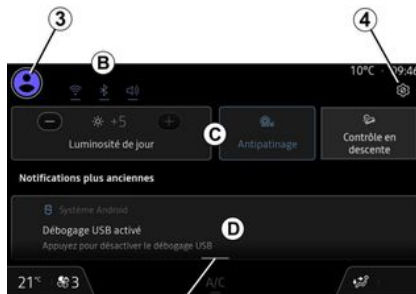 3
4
B
10°C 09:46
+5
C
Luminosité de jour
Antipatinage
Contrôle en
descente
Notifications plus anciennes
Système Android
D
Débogage USB activé
Appuyez pour désactiver le débogage USB
21°C
3
A/C